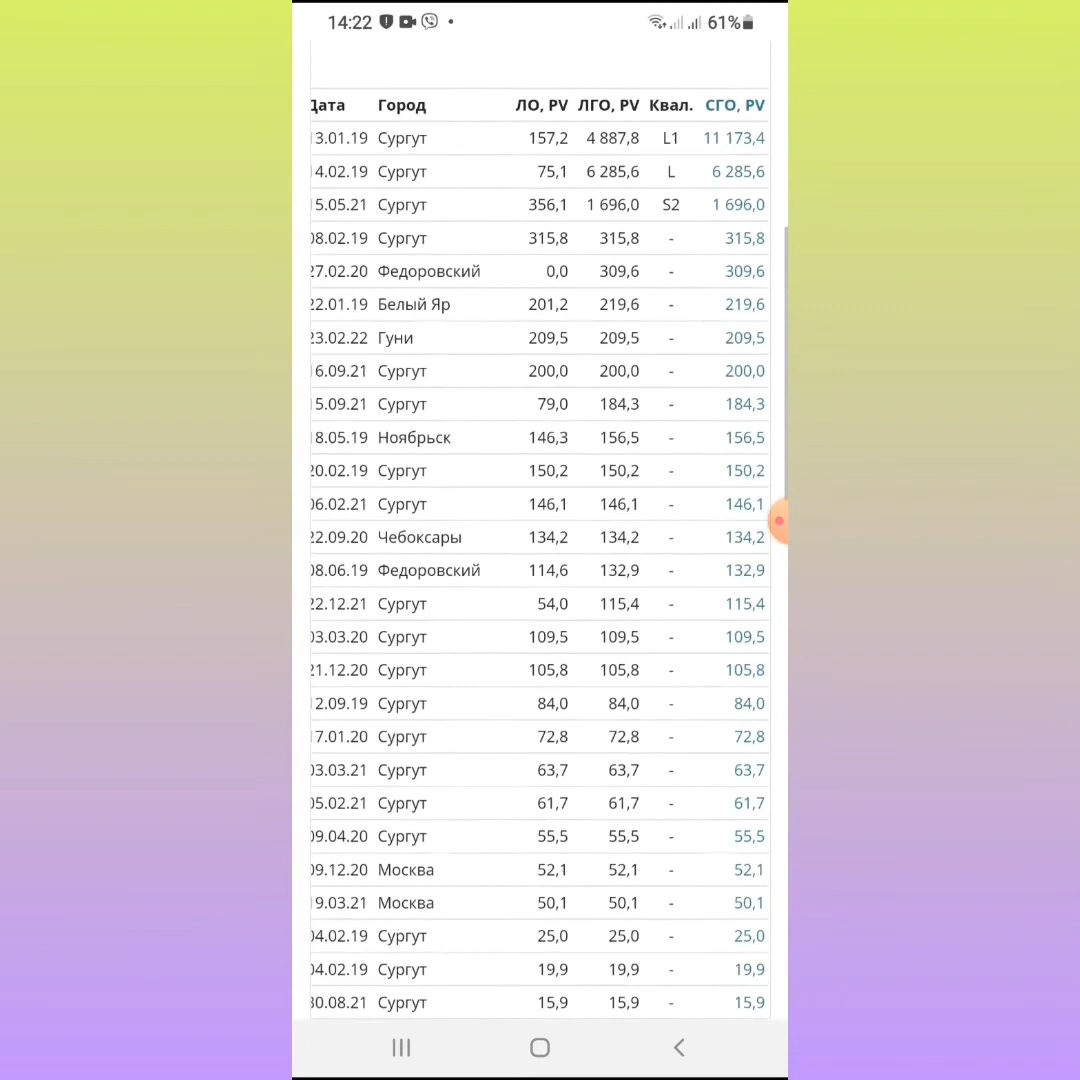 14:22 61%
Дата Город ЛО, PV ЛГО, PV Квал. СГО, PV
13.01.19 Сургут 157,2 4 887,8 L1 11 173,4
14.02.19 Сургут 75,1 6 285,6 L 6 285,6
15.05.21 Сургут 356,1 1 696,0 S2 1 696,0
08.02.19 Сургут 315,8 315,8 - 315,8
27.02.20 Федоровский 0,0 309,6 - 309,6
22.01.19 Белый Яр 201,2 219,6 - 219,6
23.02.22 Гуни 209,5 209,5 - 209,5
16.09.21 Сургут 200,0 200,0 - 200,0
15.09.21 Сургут 79,0 184,3 - 184,3
18.05.19 Ноябрьск 146,3 156,5 - 156,5
20.02.19 Сургут 150,2 150,2 - 150,2
06.02.21 Сургут 146,1 146,1 - 146,1
22.09.20 Чебоксары 134,2 134,2 - 134,2
08.06.19 Федоровский 114,6 132,9 - 132,9
22.12.21 Сургут 54,0 115,4 - 115,4
03.03.20 Сургут 109,5 109,5 - 109,5
21.12.20 Сургут 105,8 105,8 - 105,8
12.09.19 Сургут 84,0 84,0 - 84,0
17.01.20 Сургут 72,8 72,8 - 72,8
03.03.21 Сургут 63,7 63,7 - 63,7
05.02.21 Сургут 61,7 61,7 - 61,7
09.04.20 Сургут 55,5 55,5 - 55,5
09.12.20 Москва 52,1 52,1 - 52,1
19.03.21 Москва 50,1 50,1 - 50,1
04.02.19 Сургут 25,0 25,0 - 25,0
04.02.19 Сургут 19,9 19,9 - 19,9
30.08.21 Сургут 15,9 15,9 - 15,9